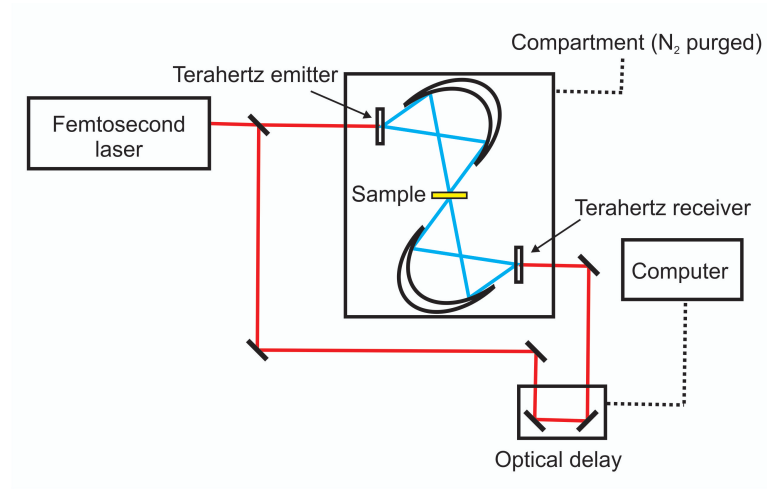 Compartment (N₂ purged)
Terahertz emitter
Femtosecond
laser
Sample
Terahertz receiver
Computer
Optical delay